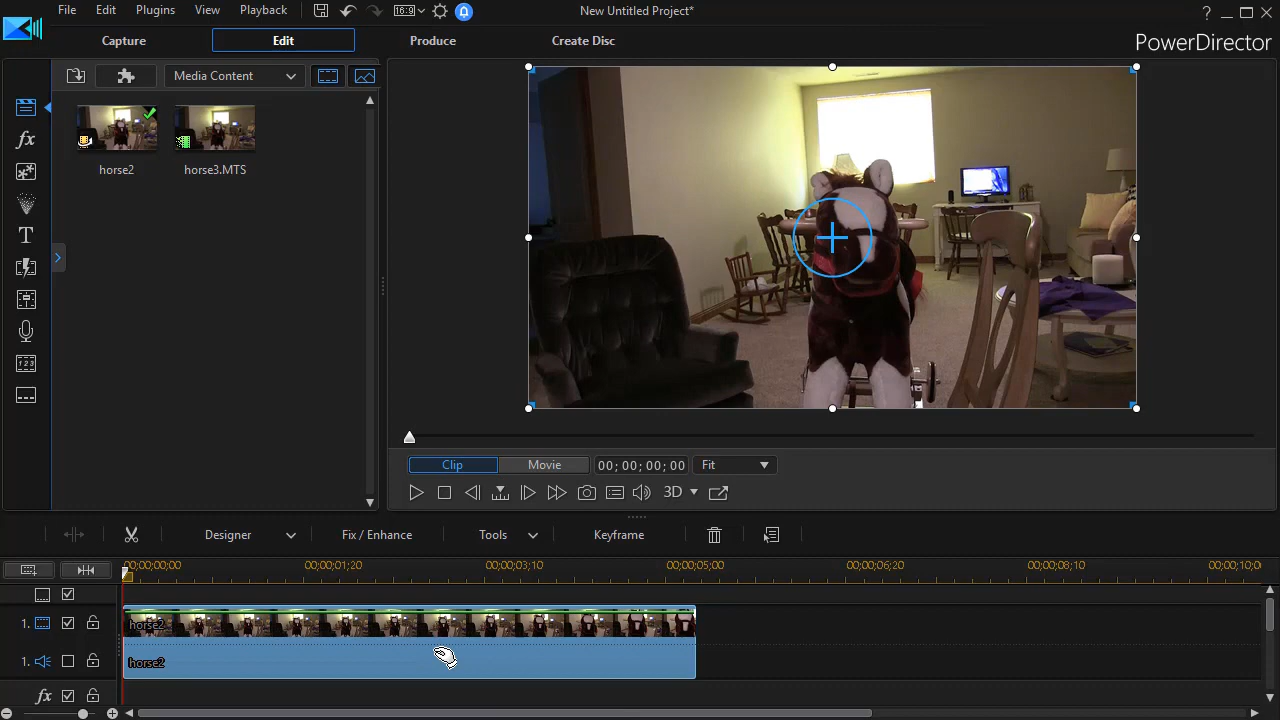 File Edit Plugins View Playback 16:9 New Untitled Project* ?
Capture Edit Produce Create Disc PowerDirector
Media Content
horse2 horse3.MTS
fx
T
Clip Movie 00; 00; 00; 00 Fit
3D
Designer Fix / Enhance Tools Keyframe
00;00;00;00 00;00;01;20 00;00;03;10 00;00;05;00 00;00;06;20 00;00;08;10 00;00;10;0
1. horse2
1. horse2
fx